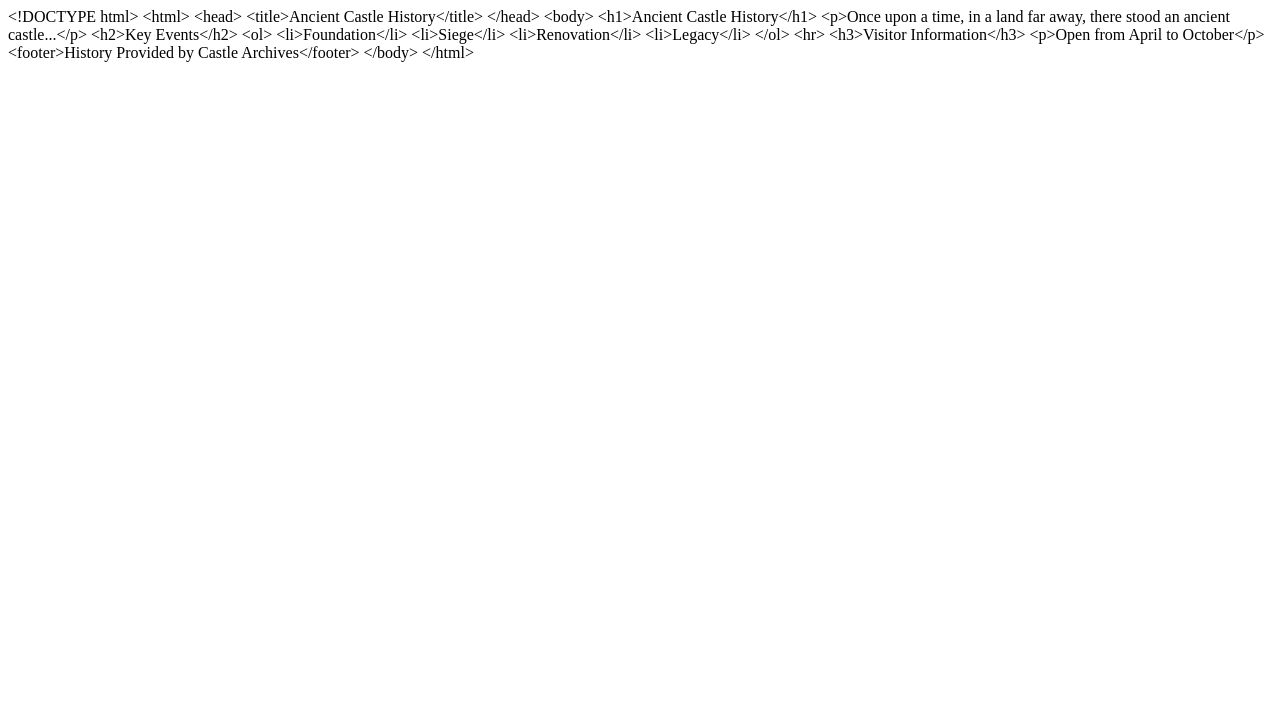 <!DOCTYPE html> <html> <head> <title>Ancient Castle History</title> </head> <body> <h1>Ancient Castle History</h1> <p>Once upon a time, in a land far away, there stood an ancient
castle...</p> <h2>Key Events</h2> <ol> <li>Foundation</li> <li>Siege</li> <li>Renovation</li> <li>Legacy</li> </ol> <hr> <h3>Visitor Information</h3> <p>Open from April to October</p>
<footer>History Provided by Castle Archives</footer> </body> </html>